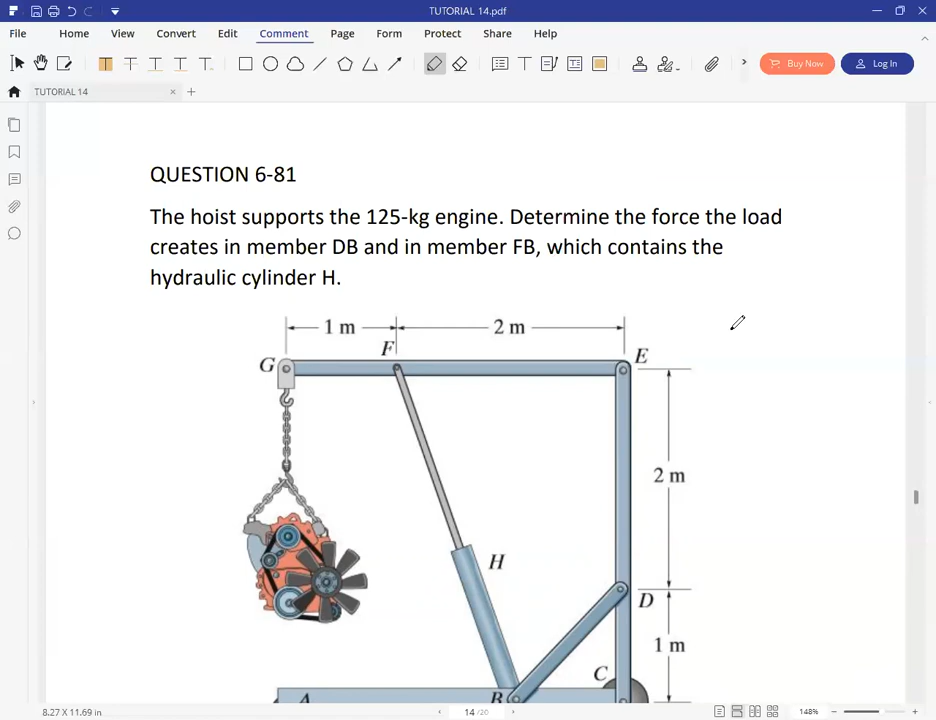 TUTORIAL 14.pdf
File Home View Convert Edit Comment Page Form Protect Share Help
Buy Now Log In
TUTORIAL 14
QUESTION 6-81
The hoist supports the 125-kg engine. Determine the force the load
creates in member DB and in member FB, which contains the
hydraulic cylinder H.
1 m 2 m
F
G E
2 m
H
D
1 m
C
A B
8.27 X 11.69 in 14 /20 148%